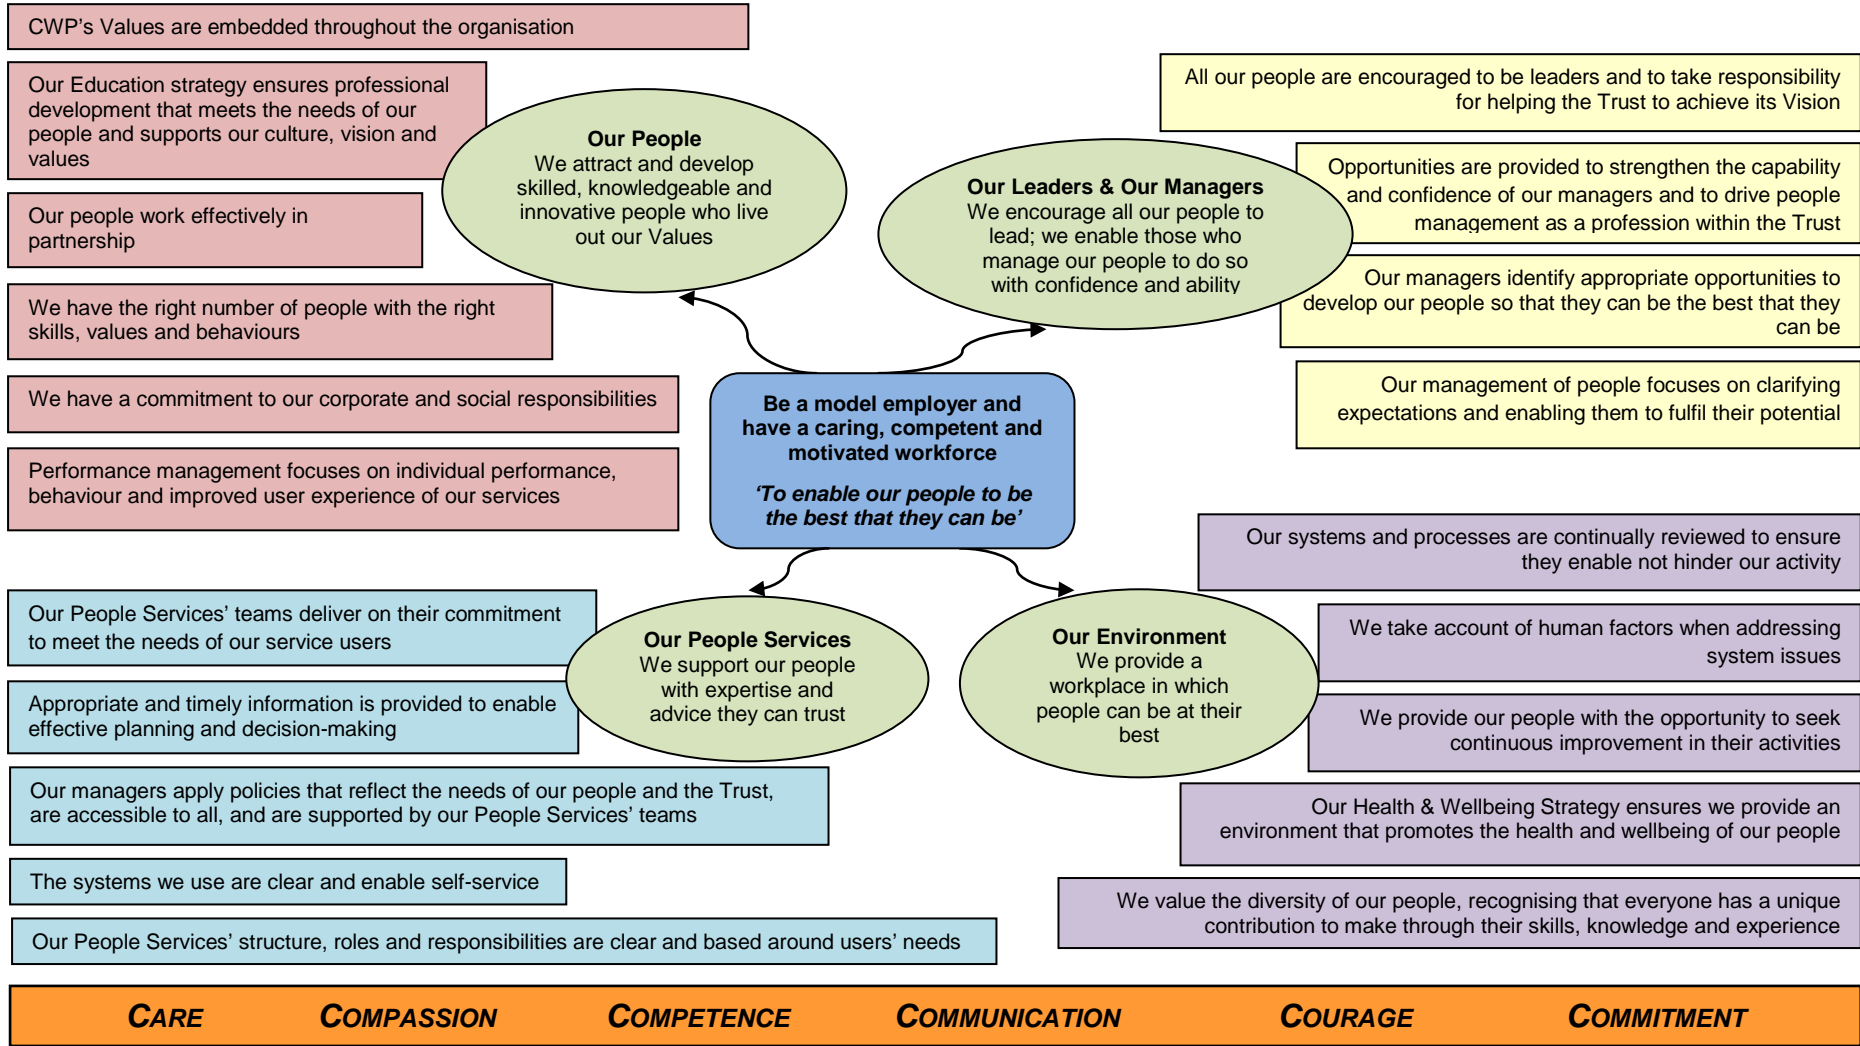 CWP's Values are embedded throughout the organisation
Our Education strategy ensures professional
development that meets the needs of our
people and supports our culture, vision and
values
Our people work effectively in
partnership
We have the right number of people with the right
skills, values and behaviours
We have a commitment to our corporate and social responsibilities
Performance management focuses on individual performance,
behaviour and improved user experience of our services
Our People
We attract and develop
skilled, knowledgeable and
innovative people who live
out our Values
Our Leaders & Our Managers
We encourage all our people to
lead; we enable those who
manage our people to do so
with confidence and ability
All our people are encouraged to be leaders and to take responsibility
for helping the Trust to achieve its Vision
Opportunities are provided to strengthen the capability
and confidence of our managers and to drive people
management as a profession within the Trust
Our managers identify appropriate opportunities to
develop our people so that they can be the best that they
can be
Our management of people focuses on clarifying
expectations and enabling them to fulfil their potential
Be a model employer and
have a caring, competent and
motivated workforce
'To enable our people to be
the best that they can be'
Our People Services' teams deliver on their commitment
to meet the needs of our service users
Appropriate and timely information is provided to enable
effective planning and decision-making
Our managers apply policies that reflect the needs of our people and the Trust,
are accessible to all, and are supported by our People Services' teams
The systems we use are clear and enable self-service
Our People Services' structure, roles and responsibilities are clear and based around users' needs
Our People Services
We support our people
with expertise and
advice they can trust
Our Environment
We provide a
workplace in which
people can be at their
best
Our systems and processes are continually reviewed to ensure
they enable not hinder our activity
We take account of human factors when addressing
system issues
We provide our people with the opportunity to seek
continuous improvement in their activities
Our Health & Wellbeing Strategy ensures we provide an
environment that promotes the health and wellbeing of our people
We value the diversity of our people, recognising that everyone has a unique
contribution to make through their skills, knowledge and experience
CARE COMPASSION COMPETENCE COMMUNICATION COURAGE COMMITMENT